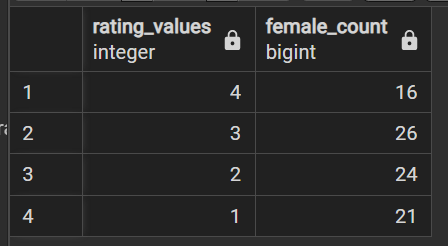 rating_values female_count
integer bigint
1 4 16
2 3 26
3 2 24
4 1 21